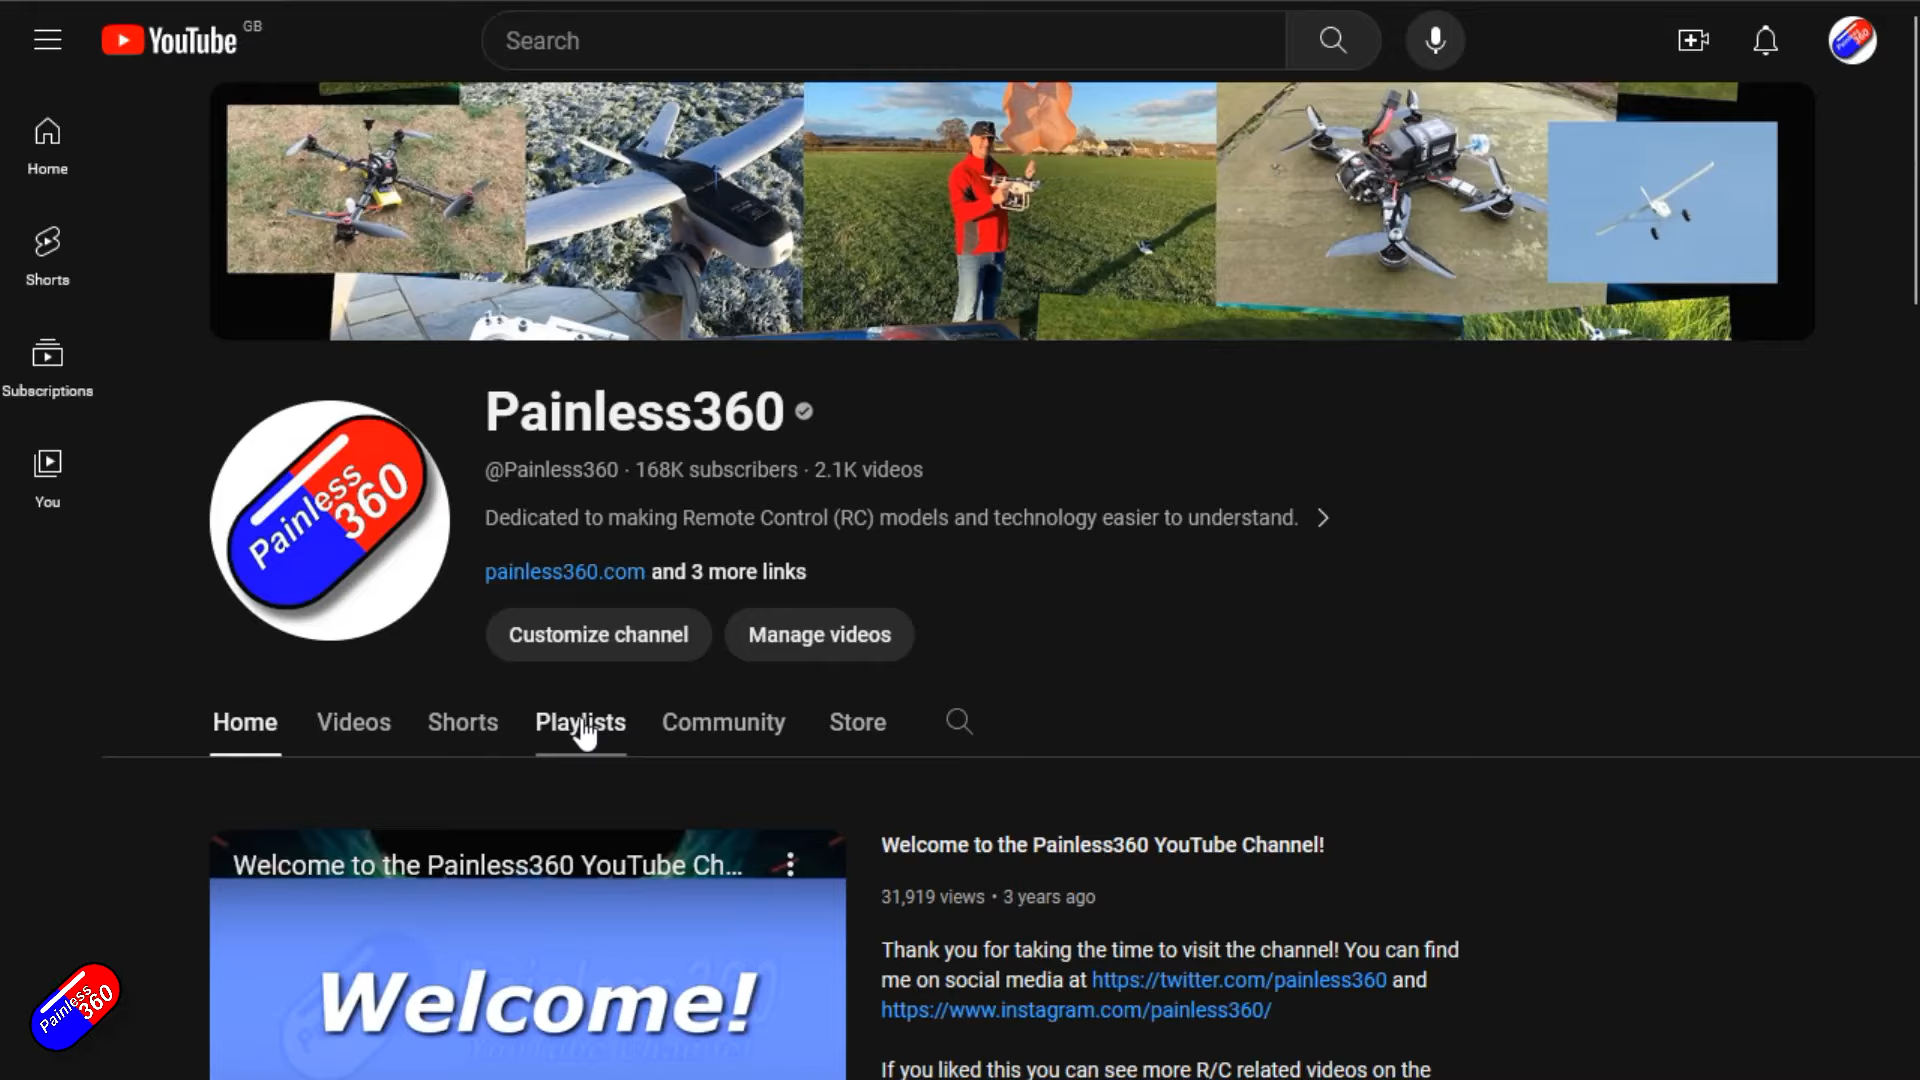 YouTube GB
Search
Home
Shorts
Subscriptions
You
Painless360
@Painless360 · 168K subscribers · 2.1K videos
Dedicated to making Remote Control (RC) models and technology easier to understand.
painless360.com and 3 more links
Customize channel
Manage videos
Painless
360
Home
Videos
Shorts
Playlists
Community
Store
Welcome to the Painless360 YouTube Ch...
Welcome!
Welcome to the Painless360 YouTube Channel!
31,919 views • 3 years ago
Thank you for taking the time to visit the channel! You can find
me on social media at https://twitter.com/painless360 and
https://www.instagram.com/painless360/
If you liked this you can see more R/C related videos on the
Painless
360